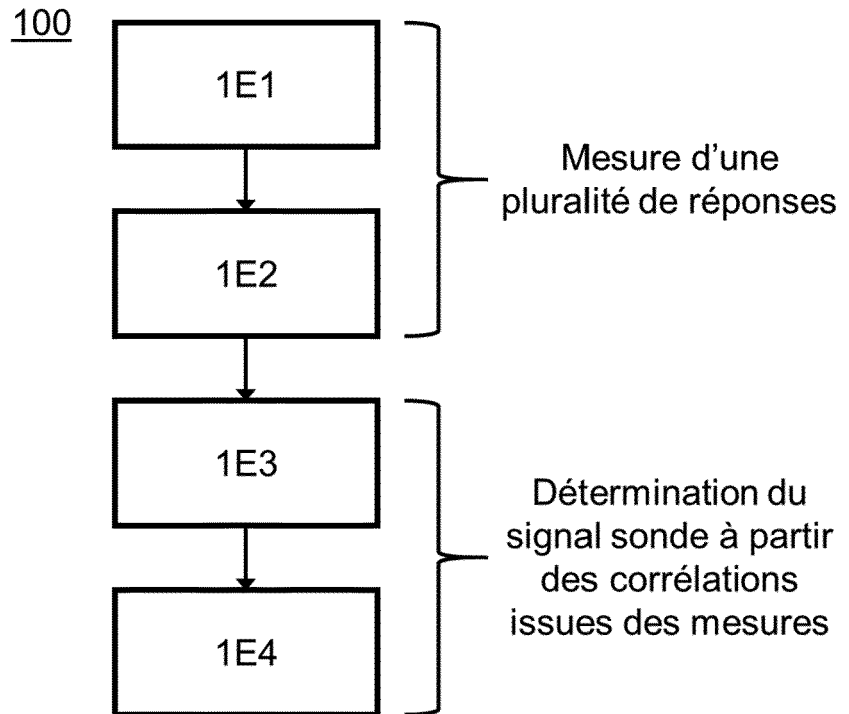 100
1E1
1E2
Mesure d'une
pluralité de réponses
1E3
1E4
Détermination du
signal sonde à partir
des corrélations
issues des mesures